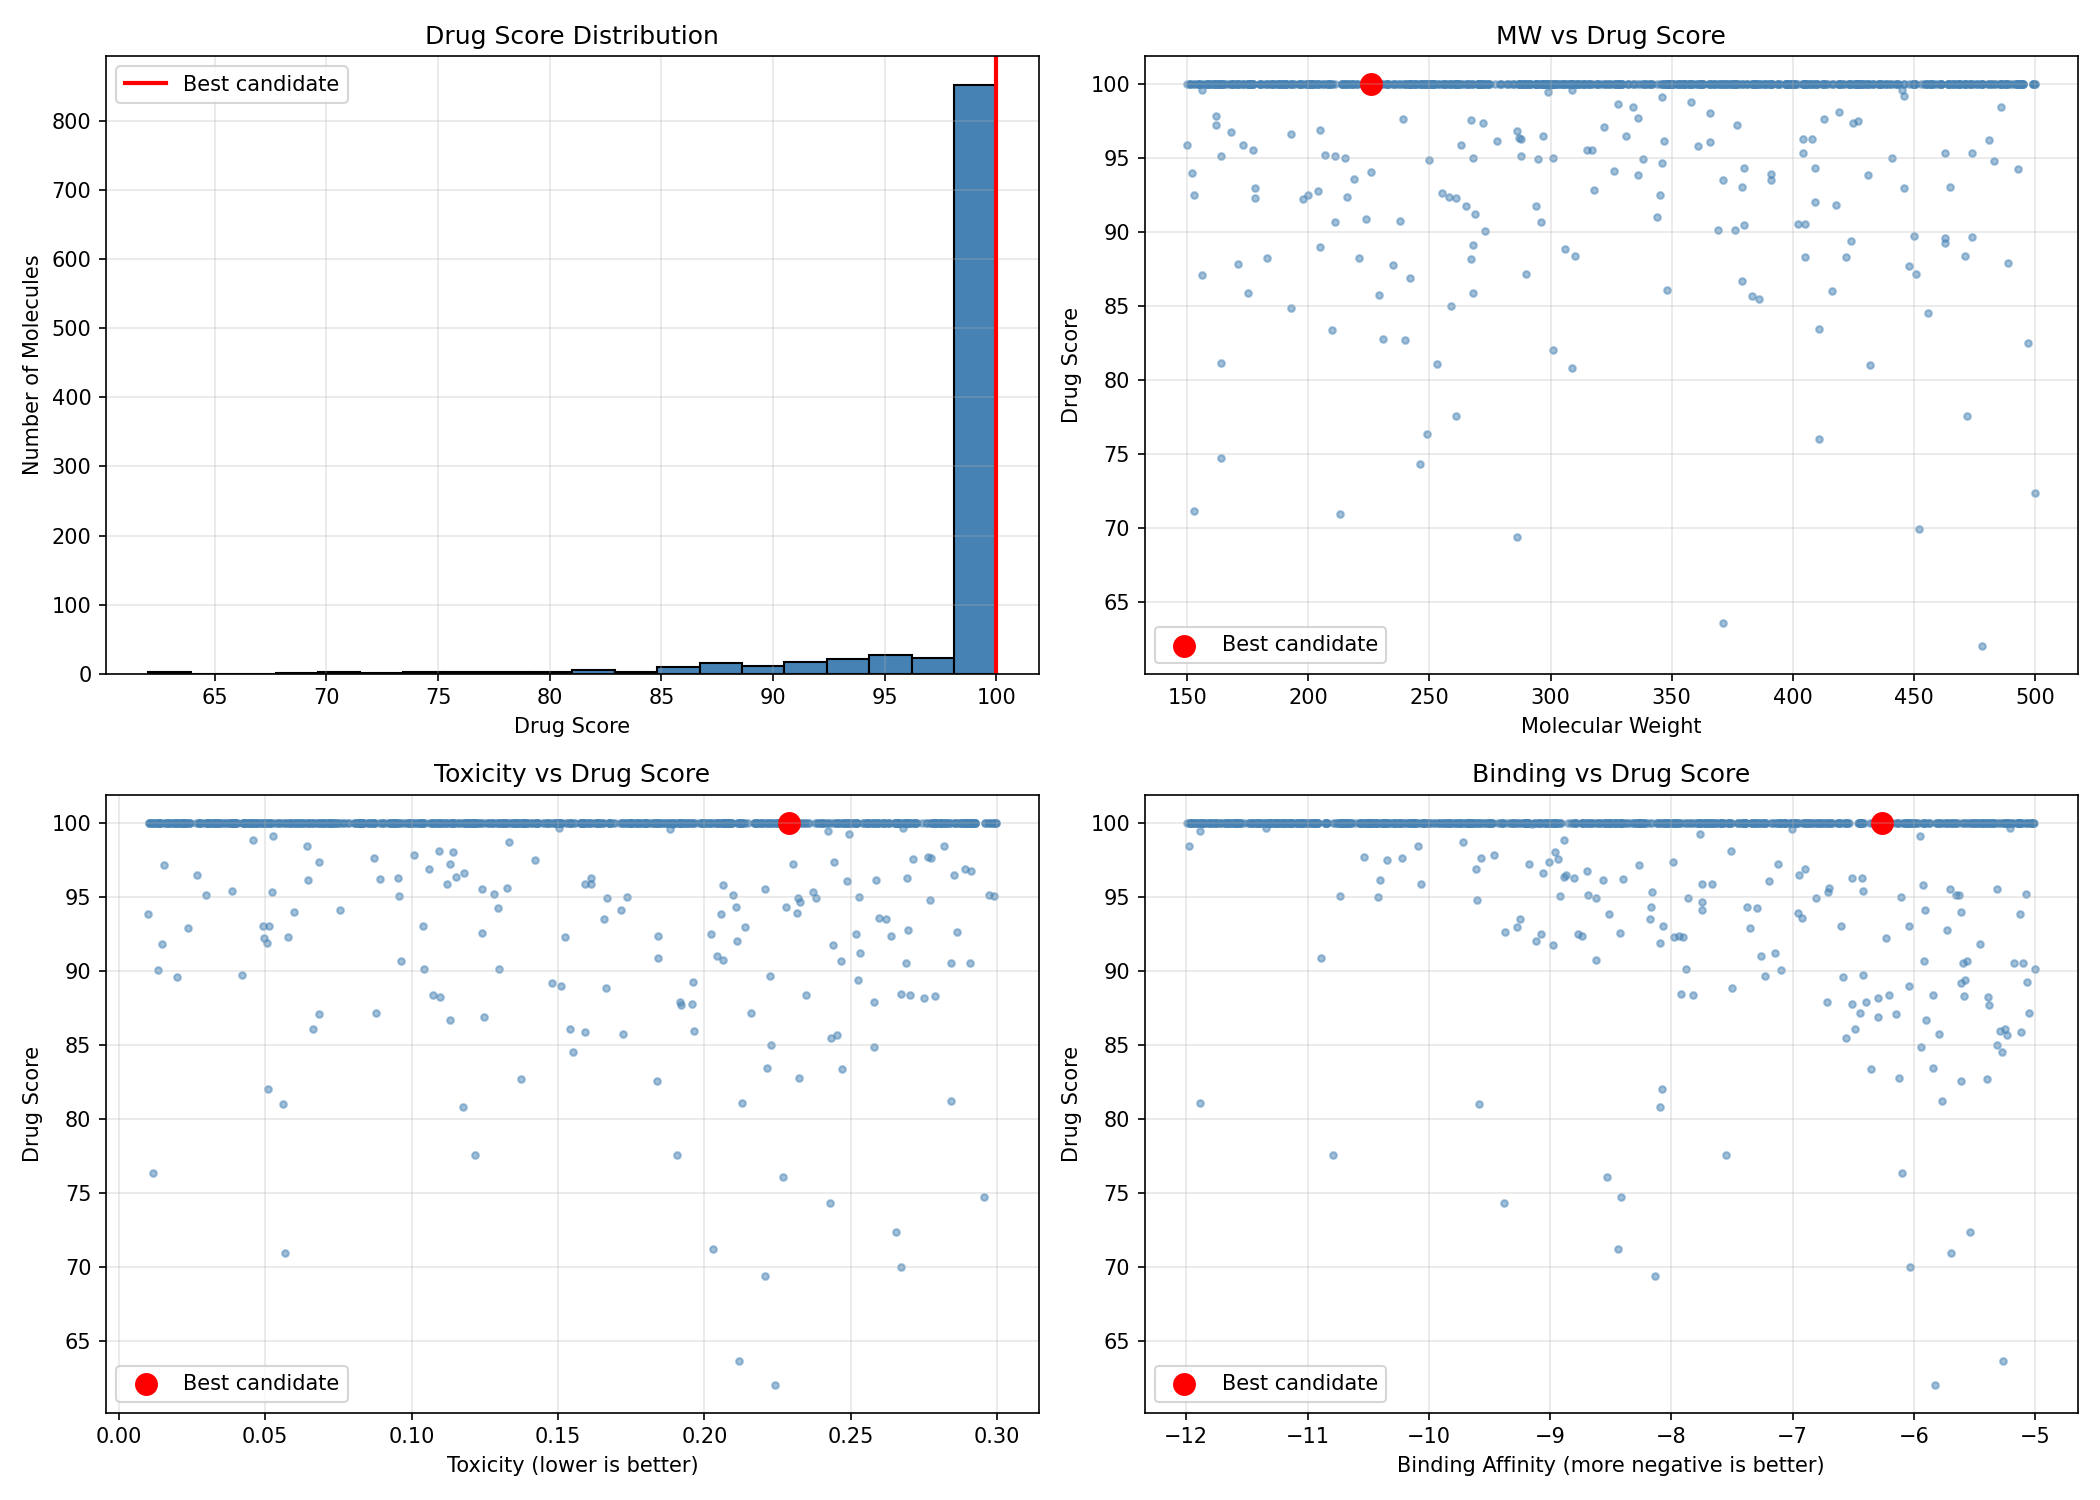 Drug Score Distribution
Best candidate
800
700
600
500
400
300
200
100
0
Number of Molecules
65 70 75 80 85 90 95 100
Drug Score
MW vs Drug Score
100
95
90
85
80
75
70
65
Drug Score
Best candidate
150 200 250 300 350 400 450 500
Molecular Weight
Toxicity vs Drug Score
100
95
90
85
80
75
70
65
Drug Score
Best candidate
0.00 0.05 0.10 0.15 0.20 0.25 0.30
Toxicity (lower is better)
Binding vs Drug Score
100
95
90
85
80
75
70
65
Drug Score
Best candidate
−12 −11 −10 −9 −8 −7 −6 −5
Binding Affinity (more negative is better)